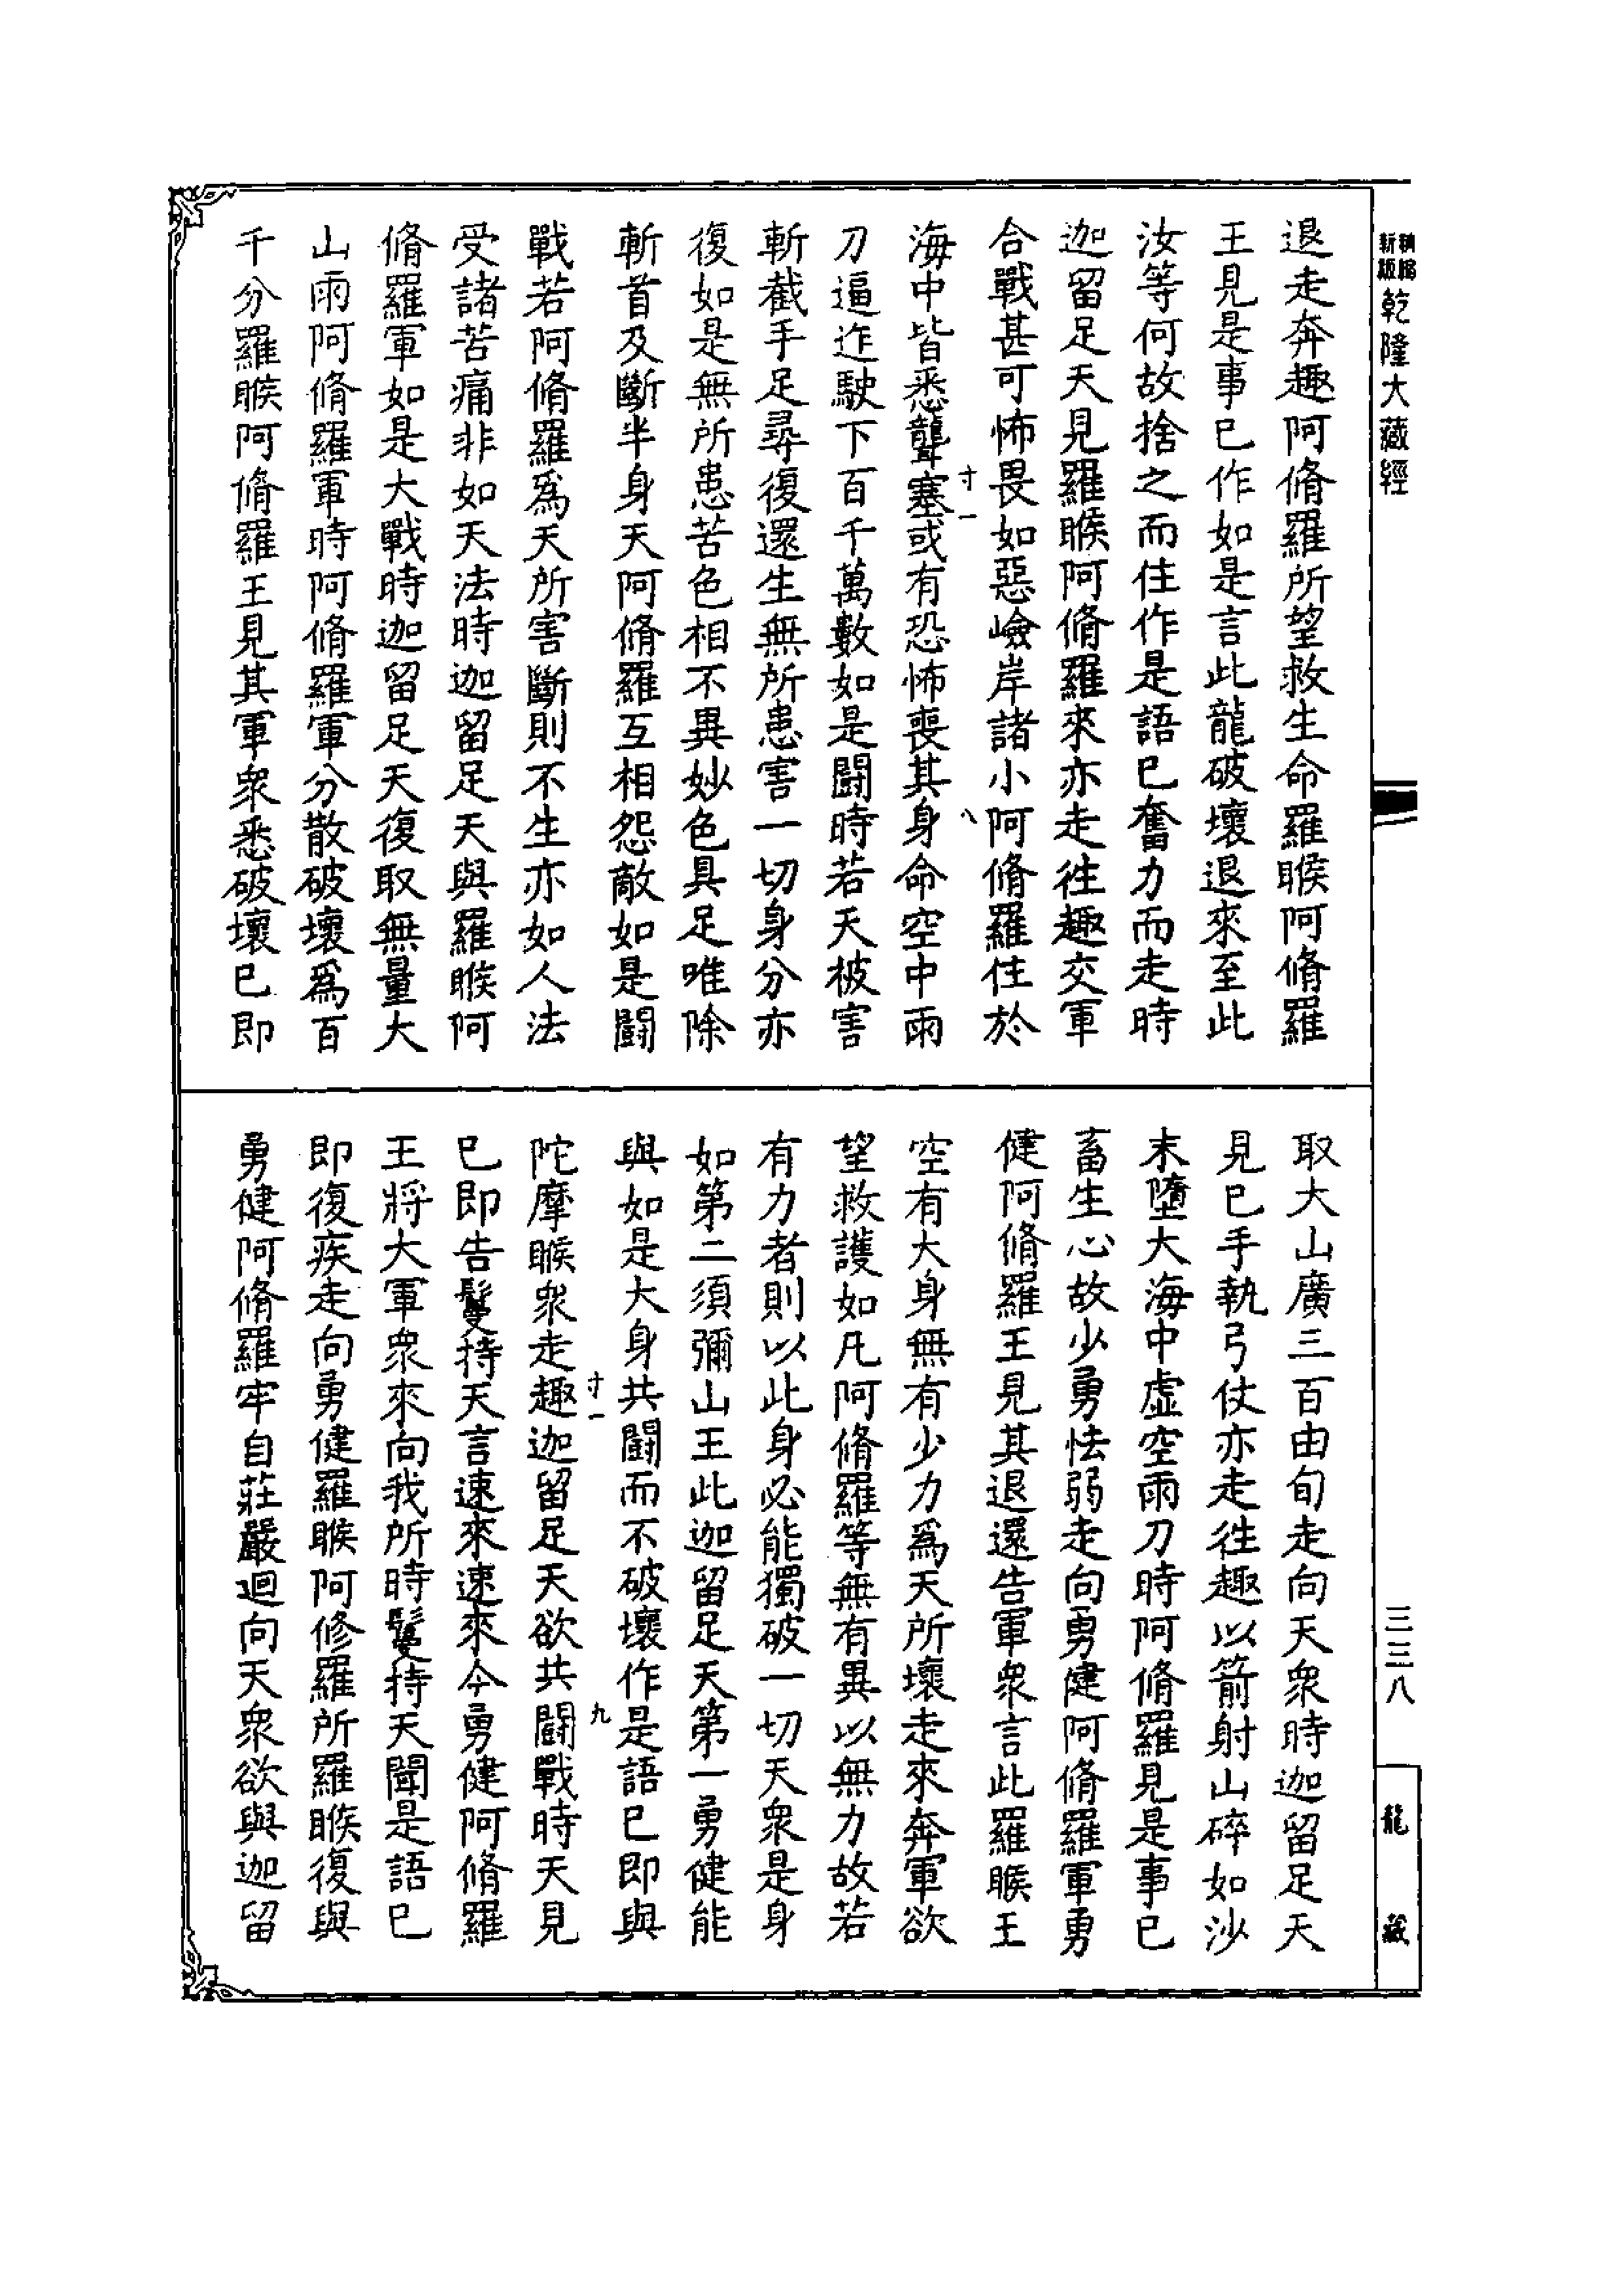 精縮
新版
乾隆大藏經
退走奔趣阿脩羅所望救生命羅睺阿脩羅
王見是事已作如是言此龍破壞退來至此
汝等何故捨之而住作是語已奮力而走時
迦留足天見羅睺阿脩羅來亦走往趣交軍
合戰甚可怖畏如惡嶮岸諸小阿脩羅住於
海中皆悉聾塞或有恐怖喪其身命空中雨
刀逼迮駛下百千萬數如是鬪時若天被害
斬截手足尋復還生無所患害一切身分亦
復如是無所患苦色相不異妙色具足唯除
斬首及斷半身天阿脩羅互相怨敵如是鬪
戰若阿脩羅爲天所害斷則不生亦如人法
受諸苦痛非如天法時迦留足天與羅睺阿
脩羅軍如是大戰時迦留足天復取無量大
山雨阿脩羅軍時阿脩羅軍分散破壞爲百
千分羅睺阿脩羅王見其軍衆悉破壞已即
寸一
八
取大山廣三百由旬走向天衆時迦留足天
見已手執弓仗亦走往趣以箭射山碎如沙
末墮大海中虛空雨刀時阿脩羅見是事已
畜生心故少勇怯弱走向勇健阿脩羅軍勇
健阿脩羅王見其退還告軍衆言此羅睺王
空有大身無有少力爲天所壞走來奔軍欲
望救護如凡阿脩羅等無有異以無力故若
有力者則以此身必能獨破一切天衆是身
如第二須彌山王此迦留足天第一勇健能
與如是大身共鬪而不破壞作是語已即與
陀摩睺衆走趣迦留足天欲共鬪戰時天見
已即告鬘持天言速來速來今勇健阿脩羅
王將大軍衆來向我所時鬘持天聞是語已
即復疾走向勇健羅睺阿修羅所羅睺復與
勇健阿脩羅牢自莊嚴迴向天衆欲與迦留
寸一
九
三三八
龍藏